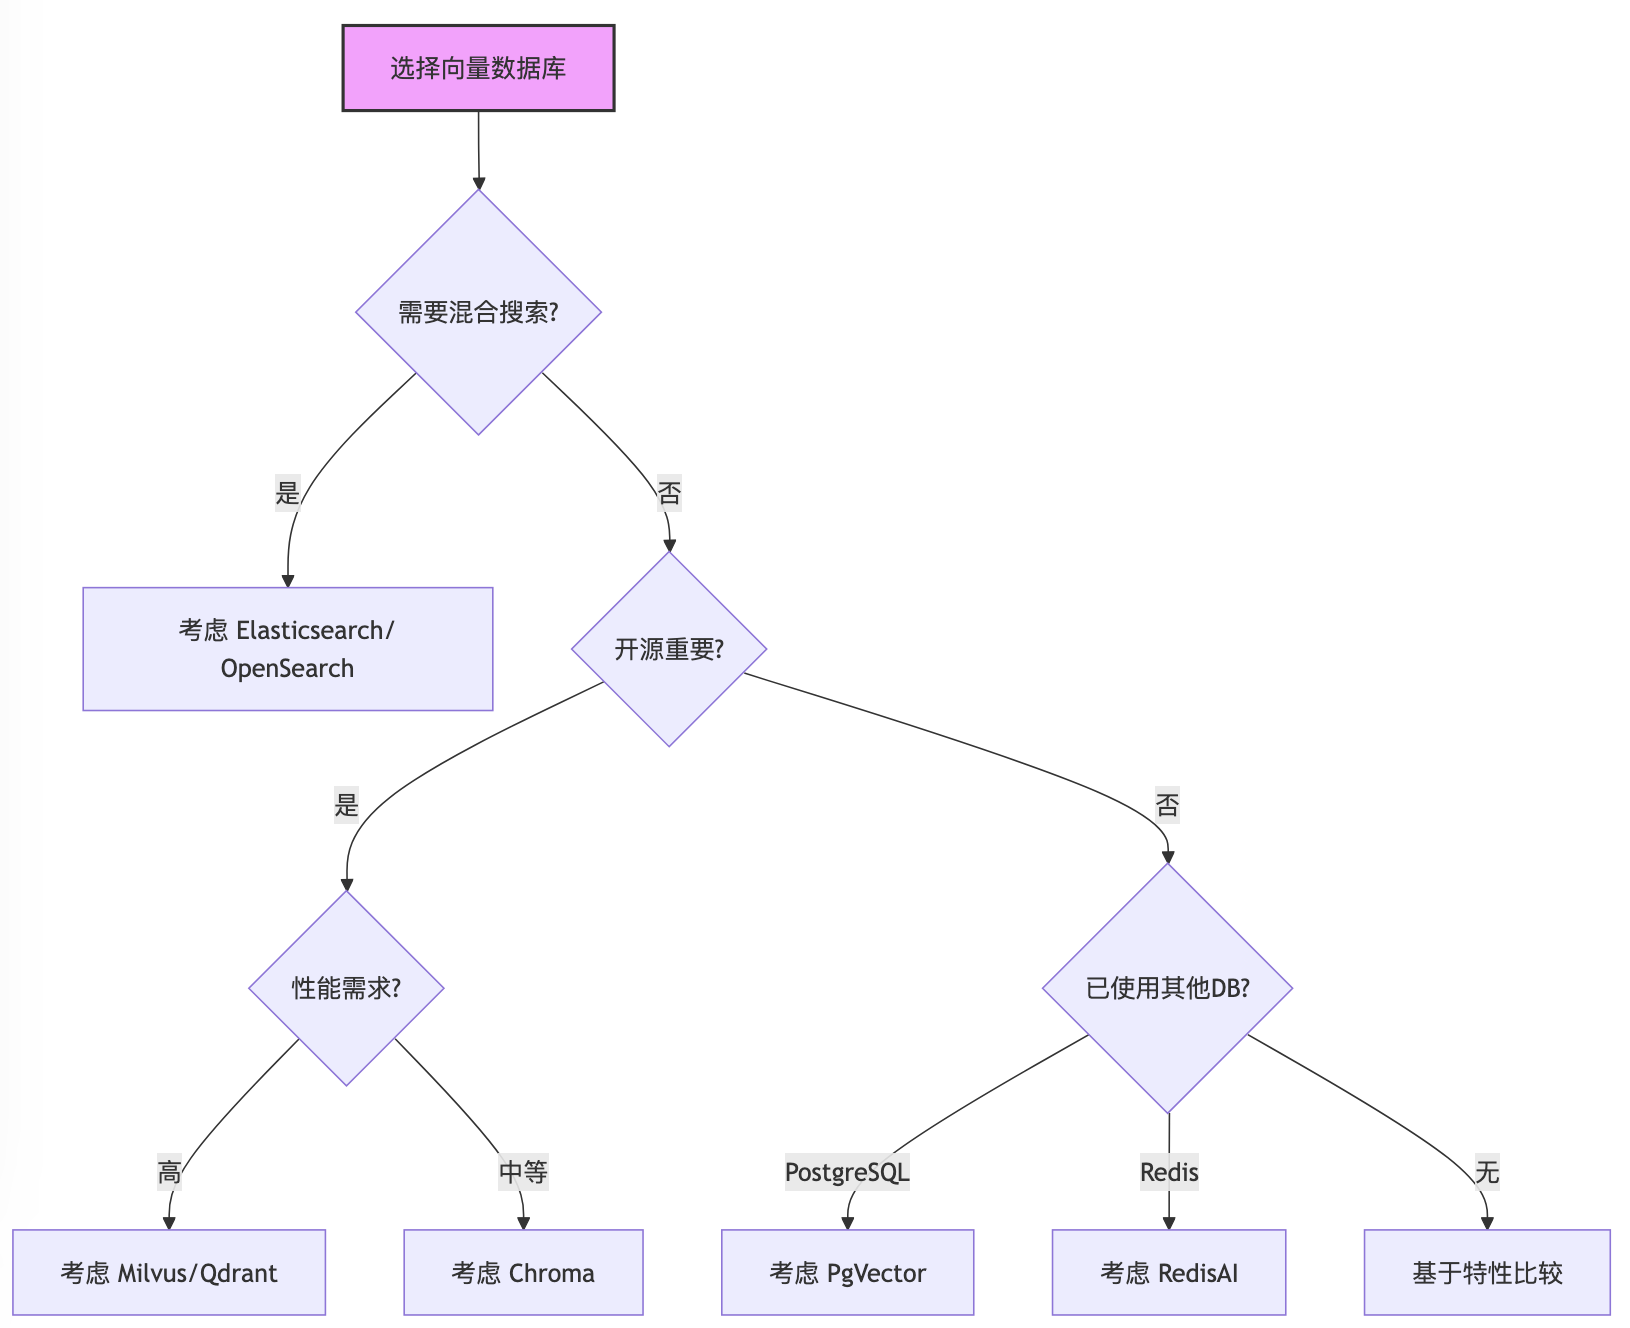 选择向量数据库
需要混合搜索?
是
否
考虑 Elasticsearch/
OpenSearch
开源重要?
是
否
性能需求?
已使用其他DB?
高
中等
PostgreSQL
Redis
无
考虑 Milvus/Qdrant
考虑 Chroma
考虑 PgVector
考虑 RedisAI
基于特性比较